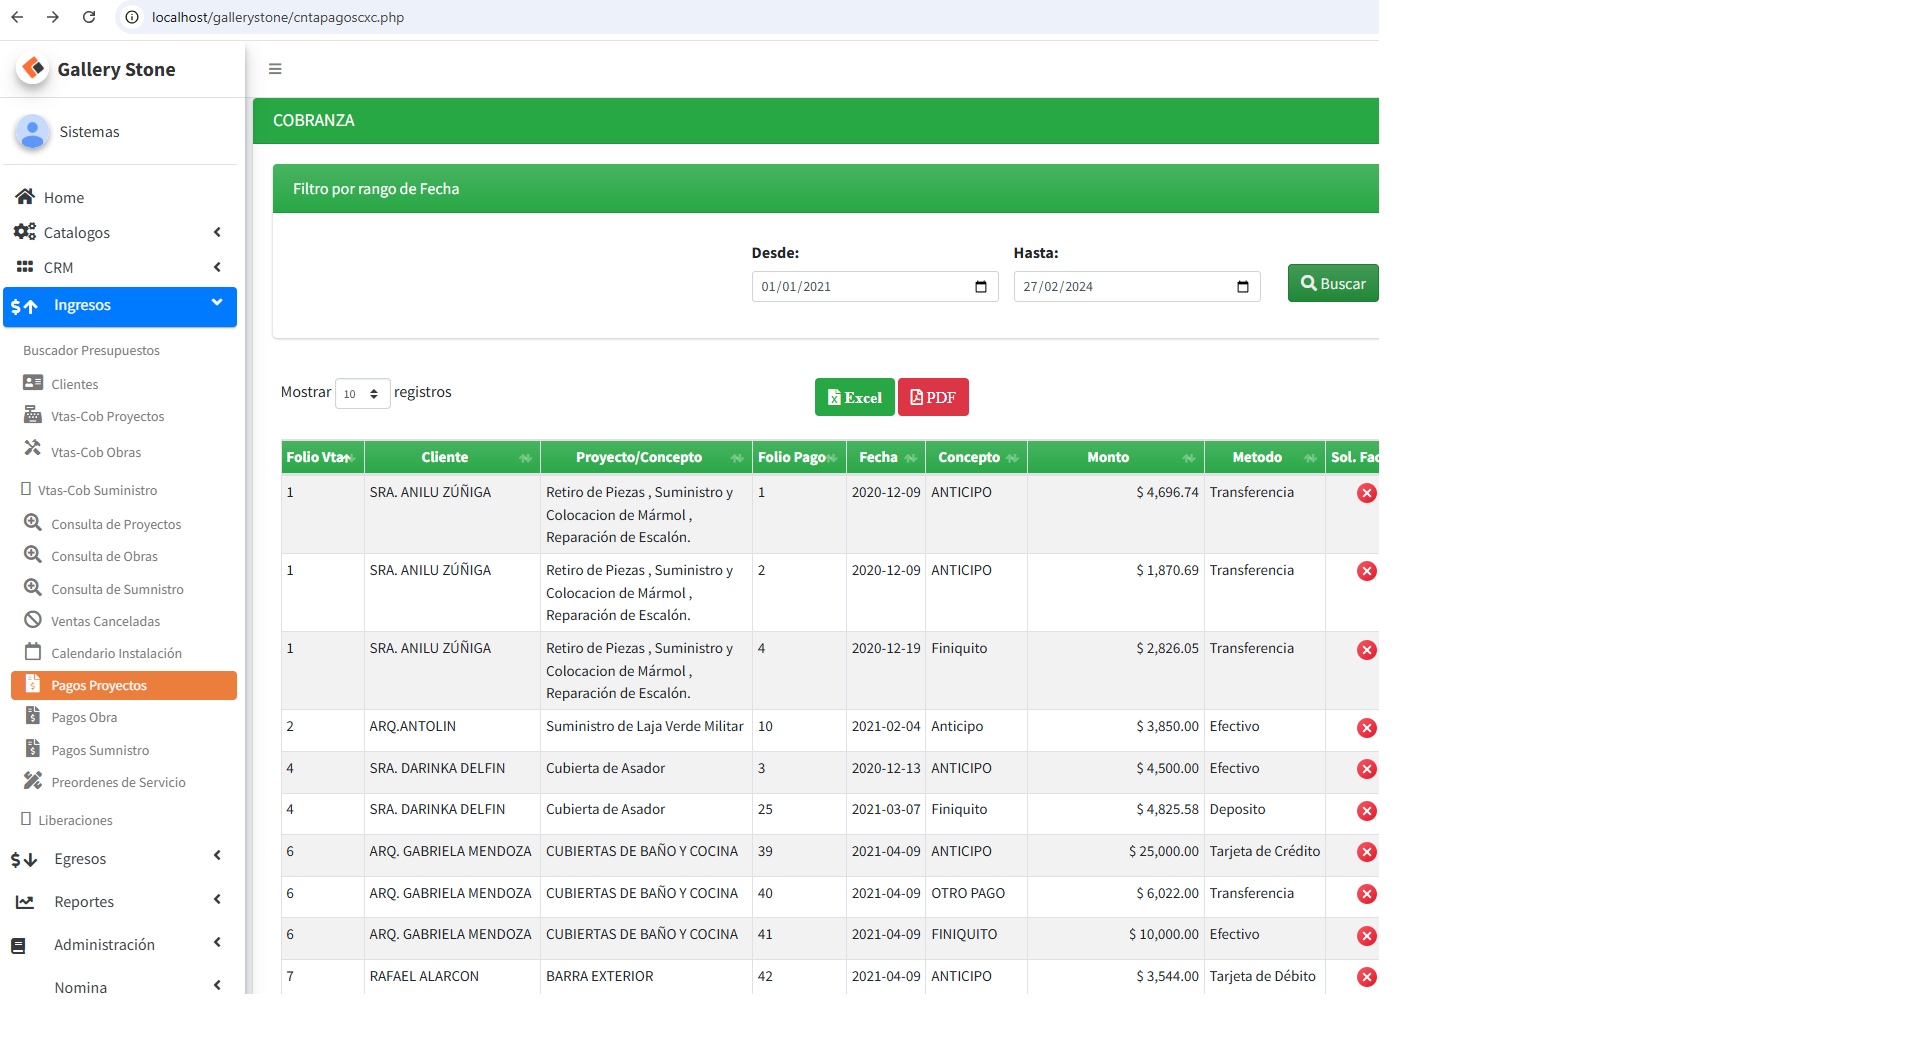 localhost/gallerystone/cntapagoscxc.php
Gallery Stone
Sistemas
Home
Catalogos
CRM
Ingresos
Buscador Presupuestos
Clientes
Vtas-Cob Proyectos
Vtas-Cob Obras
Vtas-Cob Suministro
Consulta de Proyectos
Consulta de Obras
Consulta de Sumnistro
Ventas Canceladas
Calendario Instalación
Pagos Proyectos
Pagos Obra
Pagos Sumnistro
Preordenes de Servicio
Liberaciones
Egresos
Reportes
Administración
Nomina
COBRANZA
Filtro por rango de Fecha
Desde: Hasta:
01/01/2021 27/02/2024 Buscar
Mostrar 10 registros Excel PDF
Folio Vta Cliente Proyecto/Concepto Folio Pago Fecha Concepto Monto Metodo Sol. Fac
1 SRA. ANILU ZÚÑIGA Retiro de Piezas , Suministro y 1 2020-12-09 ANTICIPO $ 4,696.74 Transferencia
Colocacion de Mármol ,
Reparación de Escalón.
1 SRA. ANILU ZÚÑIGA Retiro de Piezas , Suministro y 2 2020-12-09 ANTICIPO $ 1,870.69 Transferencia
Colocacion de Mármol ,
Reparación de Escalón.
1 SRA. ANILU ZÚÑIGA Retiro de Piezas , Suministro y 4 2020-12-19 Finiquito $ 2,826.05 Transferencia
Colocacion de Mármol ,
Reparación de Escalón.
2 ARQ.ANTOLIN Suministro de Laja Verde Militar 10 2021-02-04 Anticipo $ 3,850.00 Efectivo
4 SRA. DARINKA DELFIN Cubierta de Asador 3 2020-12-13 ANTICIPO $ 4,500.00 Efectivo
4 SRA. DARINKA DELFIN Cubierta de Asador 25 2021-03-07 Finiquito $ 4,825.58 Deposito
6 ARQ. GABRIELA MENDOZA CUBIERTAS DE BAÑO Y COCINA 39 2021-04-09 ANTICIPO $ 25,000.00 Tarjeta de Crédito
6 ARQ. GABRIELA MENDOZA CUBIERTAS DE BAÑO Y COCINA 40 2021-04-09 OTRO PAGO $ 6,022.00 Transferencia
6 ARQ. GABRIELA MENDOZA CUBIERTAS DE BAÑO Y COCINA 41 2021-04-09 FINIQUITO $ 10,000.00 Efectivo
7 RAFAEL ALARCON BARRA EXTERIOR 42 2021-04-09 ANTICIPO $ 3,544.00 Tarjeta de Débito